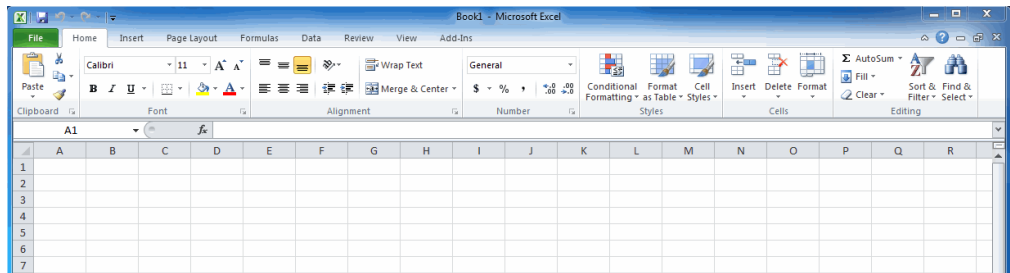 Book1 - Microsoft Excel
File Home Insert Page Layout Formulas Data Review View Add-Ins
Calibri 11 A A Wrap Text General Σ AutoSum
Paste B I U A Merge & Center $ % , .0 .00 .00 .0 Conditional Formatting Format as Table Cell Styles Insert Delete Format Fill Clear Sort & Filter Find & Select
Clipboard Font Alignment Number Styles Cells Editing
A1 fx
A B C D E F G H I J K L M N O P Q R
1
2
3
4
5
6
7